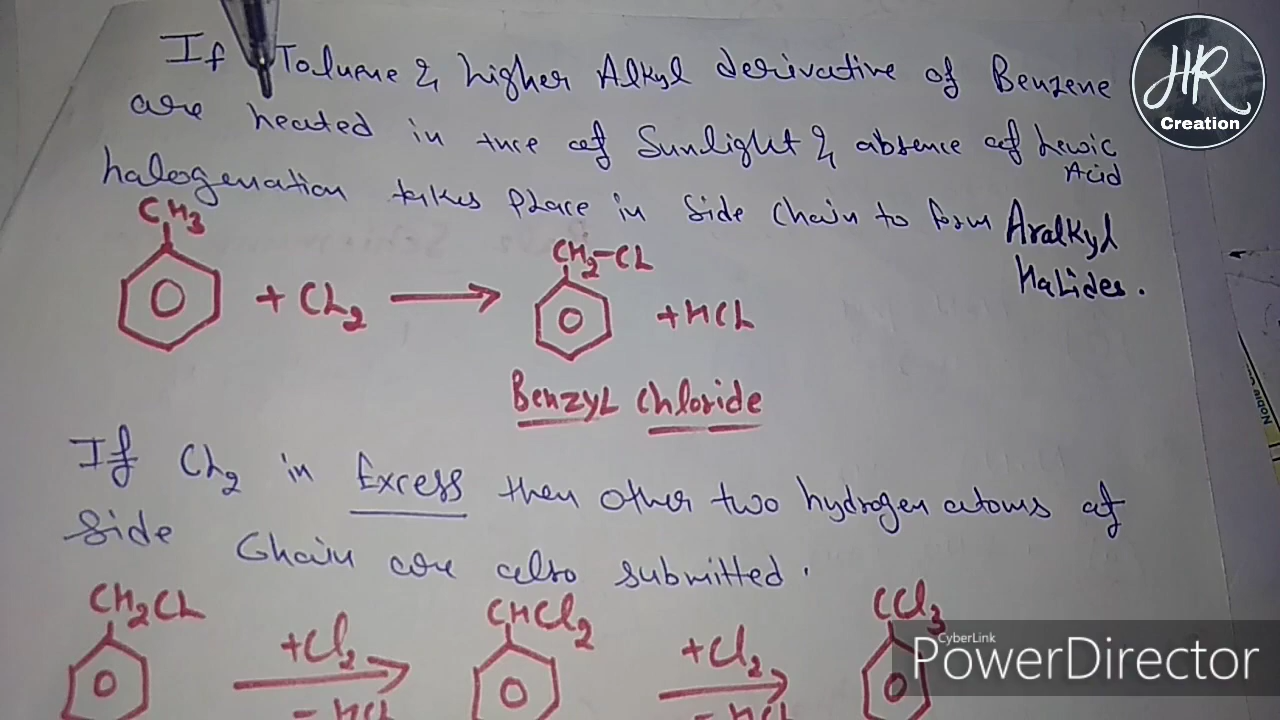 If Toluene & higher Alkyl derivative of Benzene
are heated in tnce of Sunlight & absence of Lewic Acid
halogenation takes Place in Side Chain to form Aralkyl Halides.
CH3
+ Cl2
CH2-CL
+ HCL
Benzyl Chloride
If Cl2 in Excess then other two hydrogen atoms of
Side Chain are also submitted.
CH2CL
+Cl2
- HCL
CHCl2
+Cl2
- HCL
CCl3
HR
Creation
CyberLink
PowerDirector